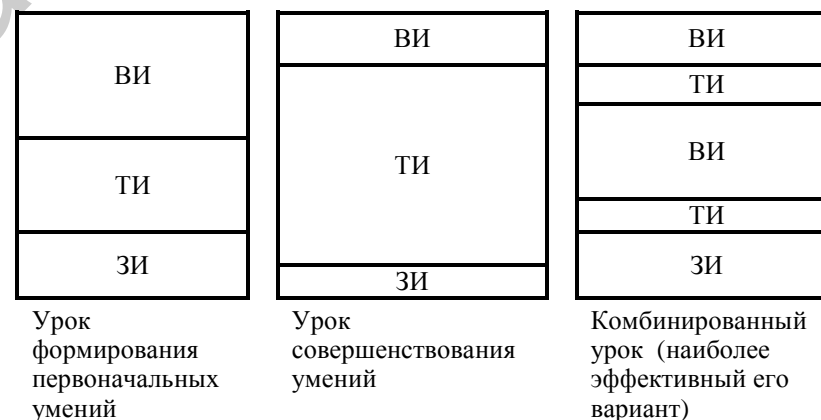 ВИ
ТИ
ЗИ
Урок
формирования
первоначальных
умений
ВИ
ТИ
ЗИ
Урок
совершенствования
умений
ВИ
ТИ
ВИ
ТИ
ЗИ
Комбинированный
урок (наиболее
эффективный его
вариант)